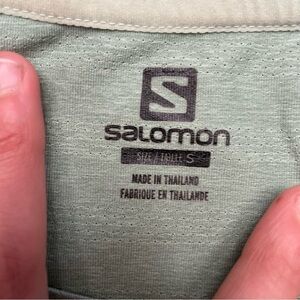 S
salomon
SIZE / TAILLE S
MADE IN THAILAND
FABRIQUE EN THAILANDE